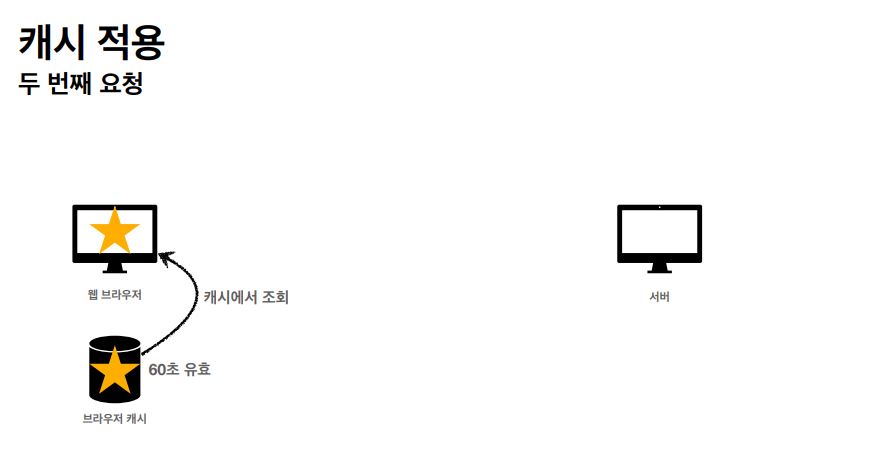 캐시 적용
두 번째 요청
웹 브라우저
캐시에서 조회
서버
60초 유효
브라우저 캐시